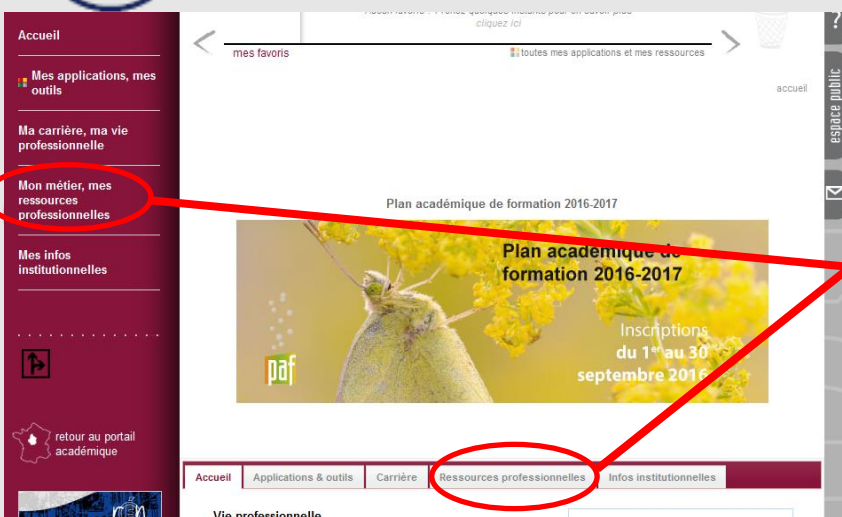 cliquez ici
mes favoris
toutes mes applications et mes ressources
?
espace public
accueil
Accueil
Mes applications, mes
outils
Ma carrière, ma vie
professionnelle
Mon métier, mes
ressources
professionnelles
Mes infos
institutionnelles
retour au portail
académique
Plan académique de formation 2016-2017
Plan académique de
formation 2016-2017
Inscriptions
du 1er au 30
septembre 2016
paf
Accueil
Applications & outils
Carrière
Ressources professionnelles
Infos institutionnelles
Vie professionnelle